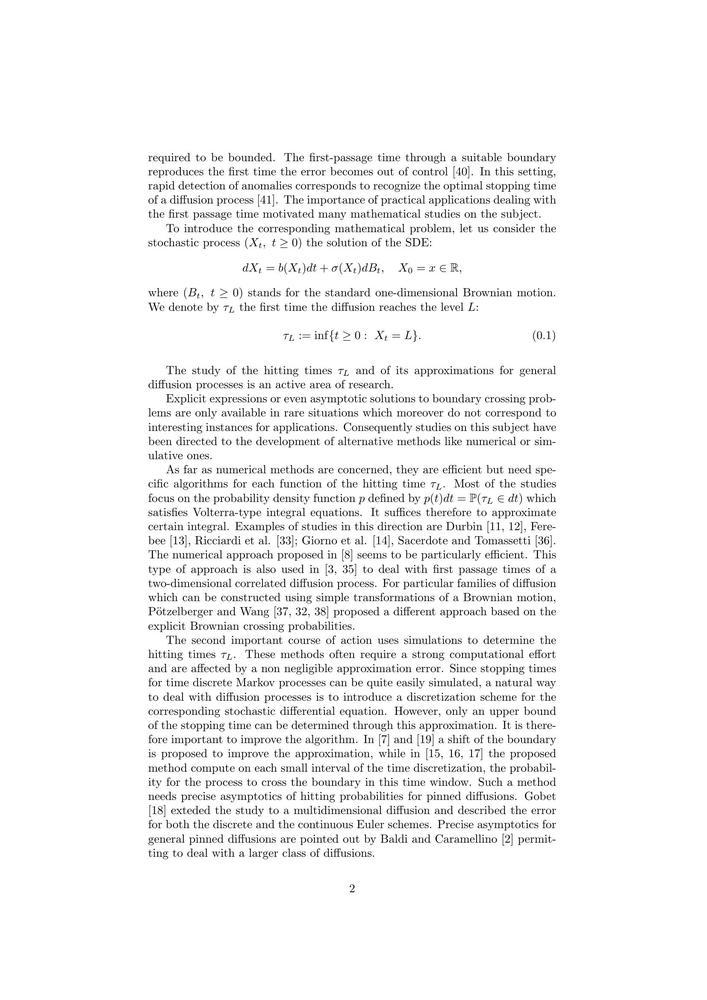 required to be bounded. The first-passage time through a suitable boundary
reproduces the first time the error becomes out of control [40]. In this setting,
rapid detection of anomalies corresponds to recognize the optimal stopping time
of a diffusion process [41]. The importance of practical applications dealing with
the first passage time motivated many mathematical studies on the subject.
To introduce the corresponding mathematical problem, let us consider the
stochastic process (X_t, t ≥ 0) the solution of the SDE:
dX_t = b(X_t)dt + σ(X_t)dB_t, X_0 = x ∈ ℝ,
where (B_t, t ≥ 0) stands for the standard one-dimensional Brownian motion.
We denote by τ_L the first time the diffusion reaches the level L:
τ_L := inf{t ≥ 0 : X_t = L}. (0.1)
The study of the hitting times τ_L and of its approximations for general
diffusion processes is an active area of research.
Explicit expressions or even asymptotic solutions to boundary crossing prob-
lems are only available in rare situations which moreover do not correspond to
interesting instances for applications. Consequently studies on this subject have
been directed to the development of alternative methods like numerical or sim-
ulative ones.
As far as numerical methods are concerned, they are efficient but need spe-
cific algorithms for each function of the hitting time τ_L. Most of the studies
focus on the probability density function p defined by p(t)dt = ℙ(τ_L ∈ dt) which
satisfies Volterra-type integral equations. It suffices therefore to approximate
certain integral. Examples of studies in this direction are Durbin [11, 12], Fere-
bee [13], Ricciardi et al. [33]; Giorno et al. [14], Sacerdote and Tomassetti [36].
The numerical approach proposed in [8] seems to be particularly efficient. This
type of approach is also used in [3, 35] to deal with first passage times of a
two-dimensional correlated diffusion process. For particular families of diffusion
which can be constructed using simple transformations of a Brownian motion,
Pötzelberger and Wang [37, 32, 38] proposed a different approach based on the
explicit Brownian crossing probabilities.
The second important course of action uses simulations to determine the
hitting times τ_L. These methods often require a strong computational effort
and are affected by a non negligible approximation error. Since stopping times
for time discrete Markov processes can be quite easily simulated, a natural way
to deal with diffusion processes is to introduce a discretization scheme for the
corresponding stochastic differential equation. However, only an upper bound
of the stopping time can be determined through this approximation. It is there-
fore important to improve the algorithm. In [7] and [19] a shift of the boundary
is proposed to improve the approximation, while in [15, 16, 17] the proposed
method compute on each small interval of the time discretization, the probabil-
ity for the process to cross the boundary in this time window. Such a method
needs precise asymptotics of hitting probabilities for pinned diffusions. Gobet
[18] exteded the study to a multidimensional diffusion and described the error
for both the discrete and the continuous Euler schemes. Precise asymptotics for
general pinned diffusions are pointed out by Baldi and Caramellino [2] permit-
ting to deal with a larger class of diffusions.
2